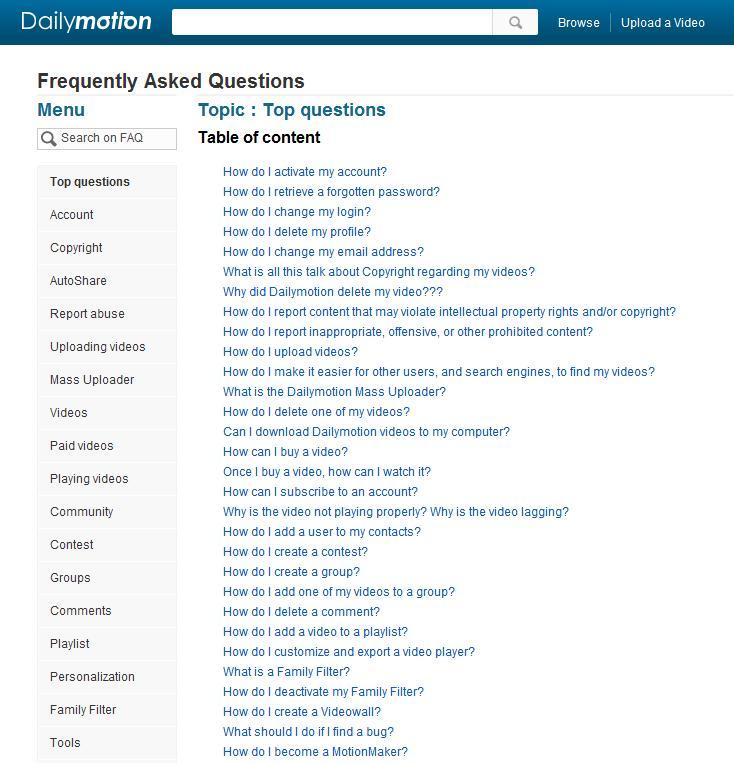 Dailymotion
Browse
Upload a Video
Frequently Asked Questions
Menu
Search on FAQ
Top questions
Account
Copyright
AutoShare
Report abuse
Uploading videos
Mass Uploader
Videos
Paid videos
Playing videos
Community
Contest
Groups
Comments
Playlist
Personalization
Family Filter
Tools
Topic : Top questions
Table of content
How do I activate my account?
How do I retrieve a forgotten password?
How do I change my login?
How do I delete my profile?
How do I change my email address?
What is all this talk about Copyright regarding my videos?
Why did Dailymotion delete my video???
How do I report content that may violate intellectual property rights and/or copyright?
How do I report inappropriate, offensive, or other prohibited content?
How do I upload videos?
How do I make it easier for other users, and search engines, to find my videos?
What is the Dailymotion Mass Uploader?
How do I delete one of my videos?
Can I download Dailymotion videos to my computer?
How can I buy a video?
Once I buy a video, how can I watch it?
How can I subscribe to an account?
Why is the video not playing properly? Why is the video lagging?
How do I add a user to my contacts?
How do I create a contest?
How do I create a group?
How do I add one of my videos to a group?
How do I delete a comment?
How do I add a video to a playlist?
How do I customize and export a video player?
What is a Family Filter?
How do I deactivate my Family Filter?
How do I create a Videowall?
What should I do if I find a bug?
How do I become a MotionMaker?